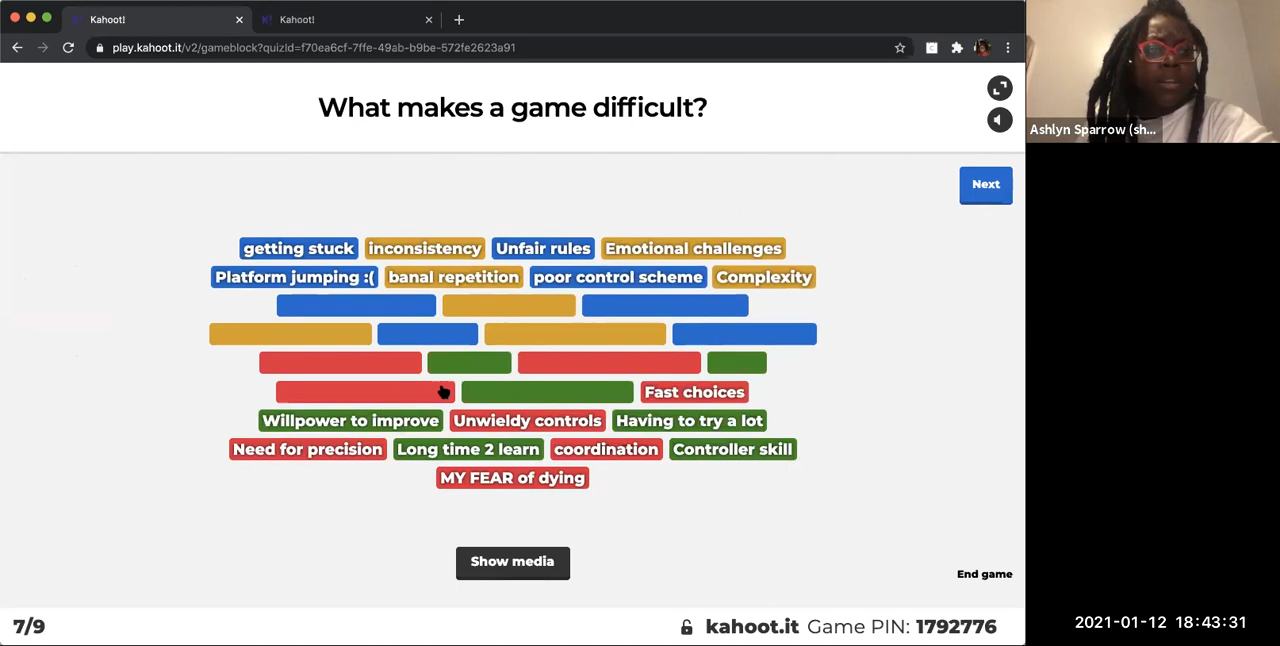 Kahoot!
Kahoot!
play.kahoot.it/v2/gameblock?quizId=f70ea6cf-7ffe-49ab-b9be-572fe2623a91
What makes a game difficult?
Ashlyn Sparrow (sh...
Next
getting stuck inconsistency Unfair rules Emotional challenges
Platform jumping :( banal repetition poor control scheme Complexity
Fast choices
Willpower to improve Unwieldy controls Having to try a lot
Need for precision Long time 2 learn coordination Controller skill
MY FEAR of dying
Show media
End game
7/9
kahoot.it Game PIN: 1792776
2021-01-12 18:43:31